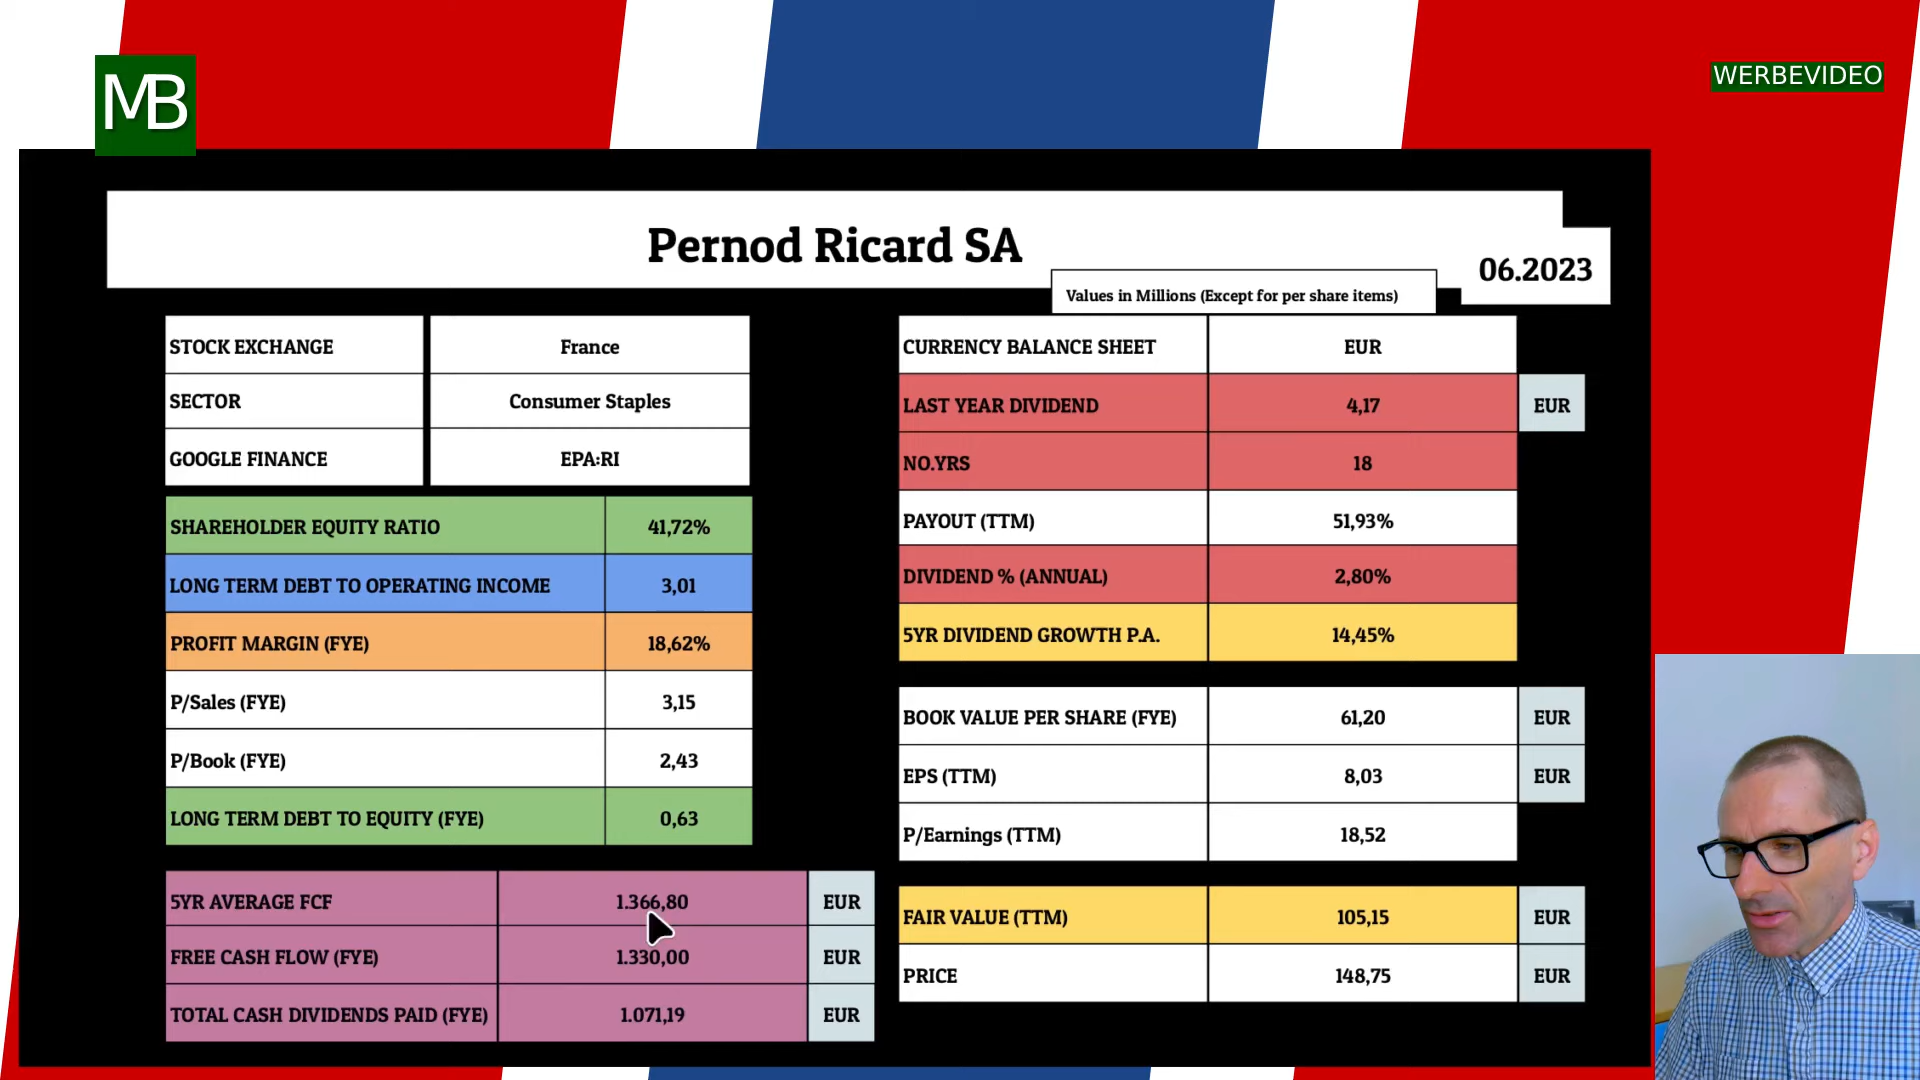 MB
WERBEVIDEO
Pernod Ricard SA
06.2023
Values in Millions (Except for per share items)
STOCK EXCHANGE France
SECTOR Consumer Staples
GOOGLE FINANCE EPA:RI
SHAREHOLDER EQUITY RATIO 41,72%
LONG TERM DEBT TO OPERATING INCOME 3,01
PROFIT MARGIN (FYE) 18,62%
P/Sales (FYE) 3,15
P/Book (FYE) 2,43
LONG TERM DEBT TO EQUITY (FYE) 0,63
5YR AVERAGE FCF 1.366,80 EUR
FREE CASH FLOW (FYE) 1.330,00 EUR
TOTAL CASH DIVIDENDS PAID (FYE) 1.071,19 EUR
CURRENCY BALANCE SHEET EUR
LAST YEAR DIVIDEND 4,17 EUR
NO.YRS 18
PAYOUT (TTM) 51,93%
DIVIDEND % (ANNUAL) 2,80%
5YR DIVIDEND GROWTH P.A. 14,45%
BOOK VALUE PER SHARE (FYE) 61,20 EUR
EPS (TTM) 8,03 EUR
P/Earnings (TTM) 18,52
FAIR VALUE (TTM) 105,15 EUR
PRICE 148,75 EUR